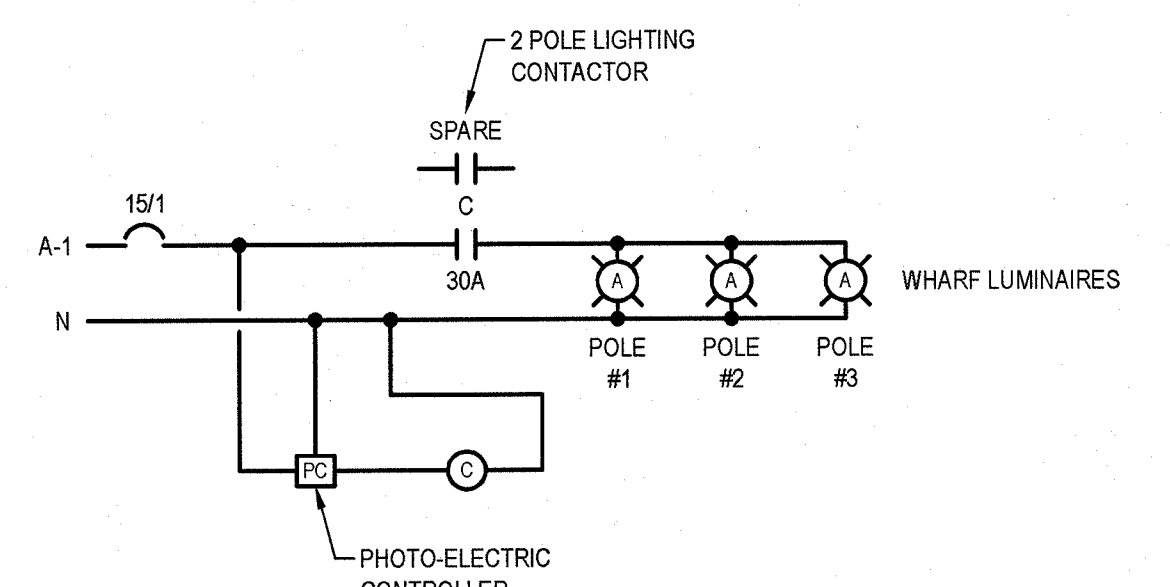 2 POLE LIGHTING
CONTACTOR
SPARE
C
15/1
A-1
30A
A
A
A
WHARF LUMINAIRES
N
POLE
#1
POLE
#2
POLE
#3
PC
C
PHOTO-ELECTRIC
CONTROLLER